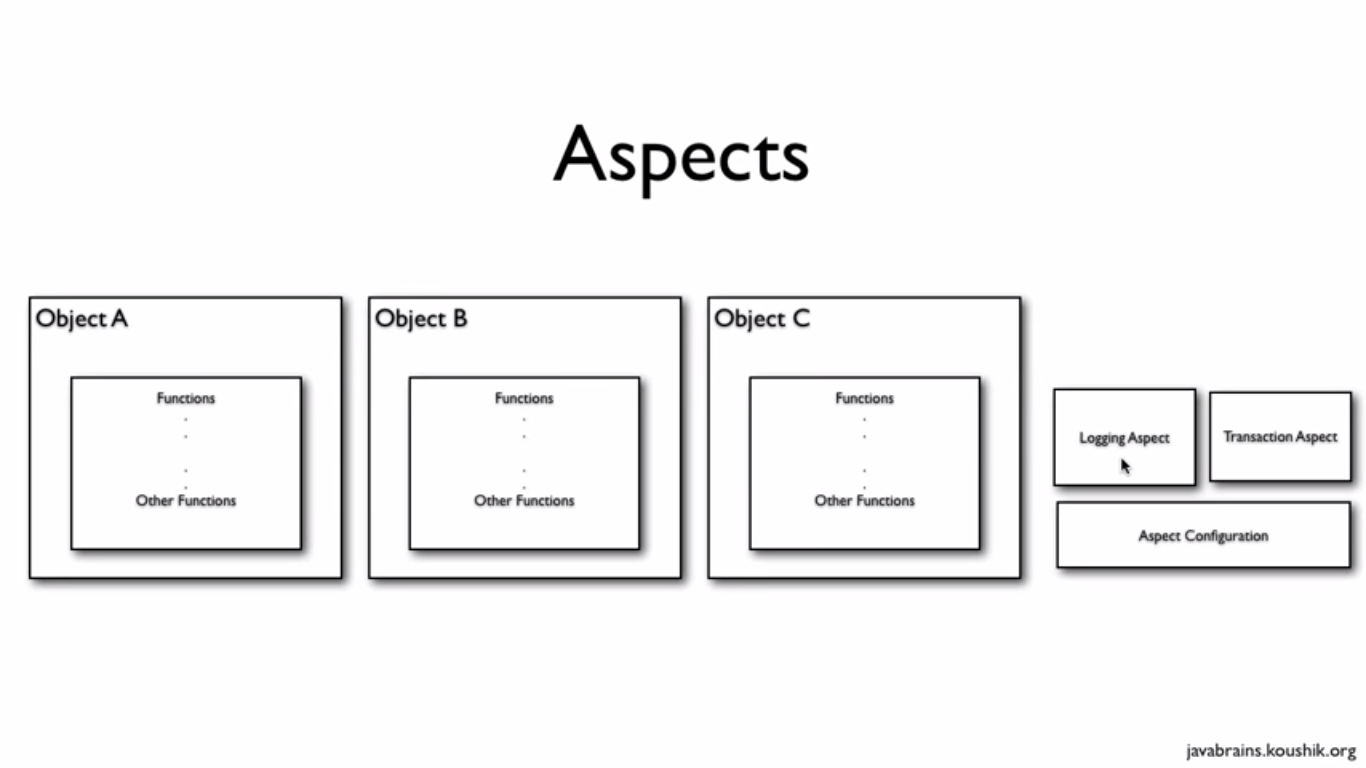 Aspects
Object A
Functions
.
.
.
.
Other Functions
Object B
Functions
.
.
.
.
Other Functions
Object C
Functions
.
.
.
.
Other Functions
Logging Aspect
Transaction Aspect
Aspect Configuration
javabrains.koushik.org